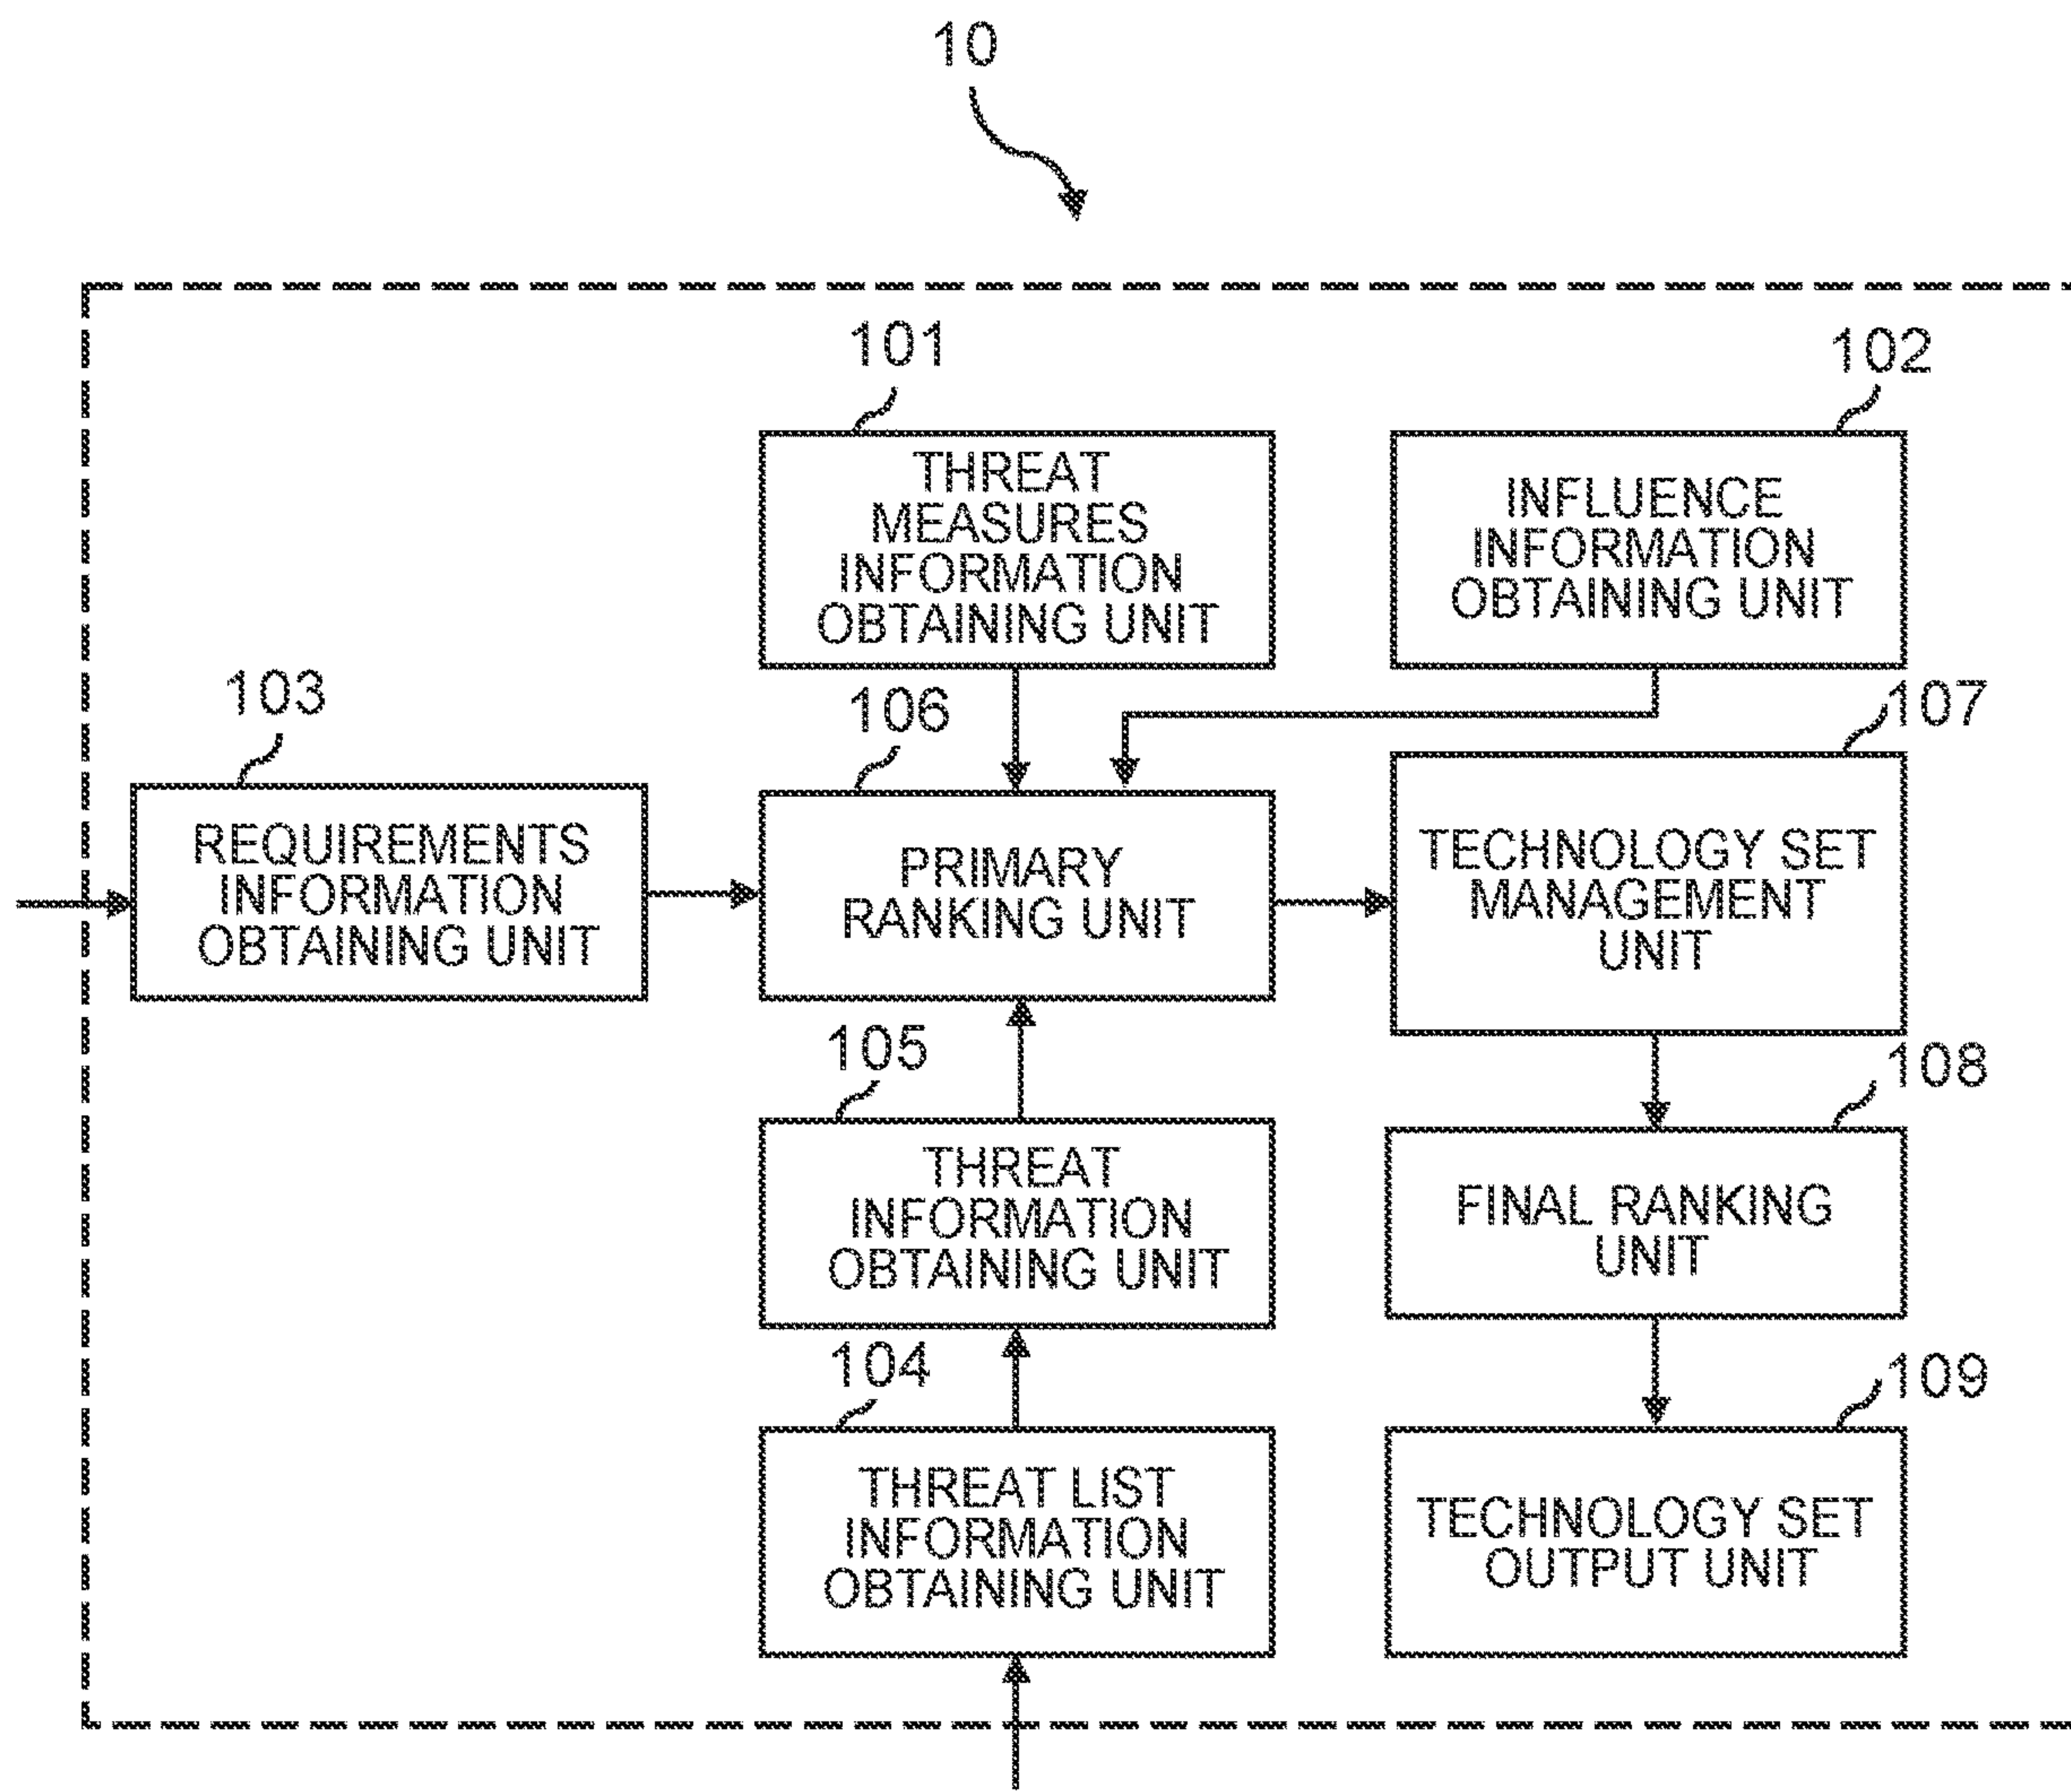 10
101
THREAT
MEASURES
INFORMATION
OBTAINING UNIT
102
INFLUENCE
INFORMATION
OBTAINING UNIT
103
REQUIREMENTS
INFORMATION
OBTAINING UNIT
106
PRIMARY
RANKING UNIT
107
TECHNOLOGY SET
MANAGEMENT
UNIT
105
THREAT
INFORMATION
OBTAINING UNIT
108
FINAL RANKING
UNIT
104
THREAT LIST
INFORMATION
OBTAINING UNIT
109
TECHNOLOGY SET
OUTPUT UNIT